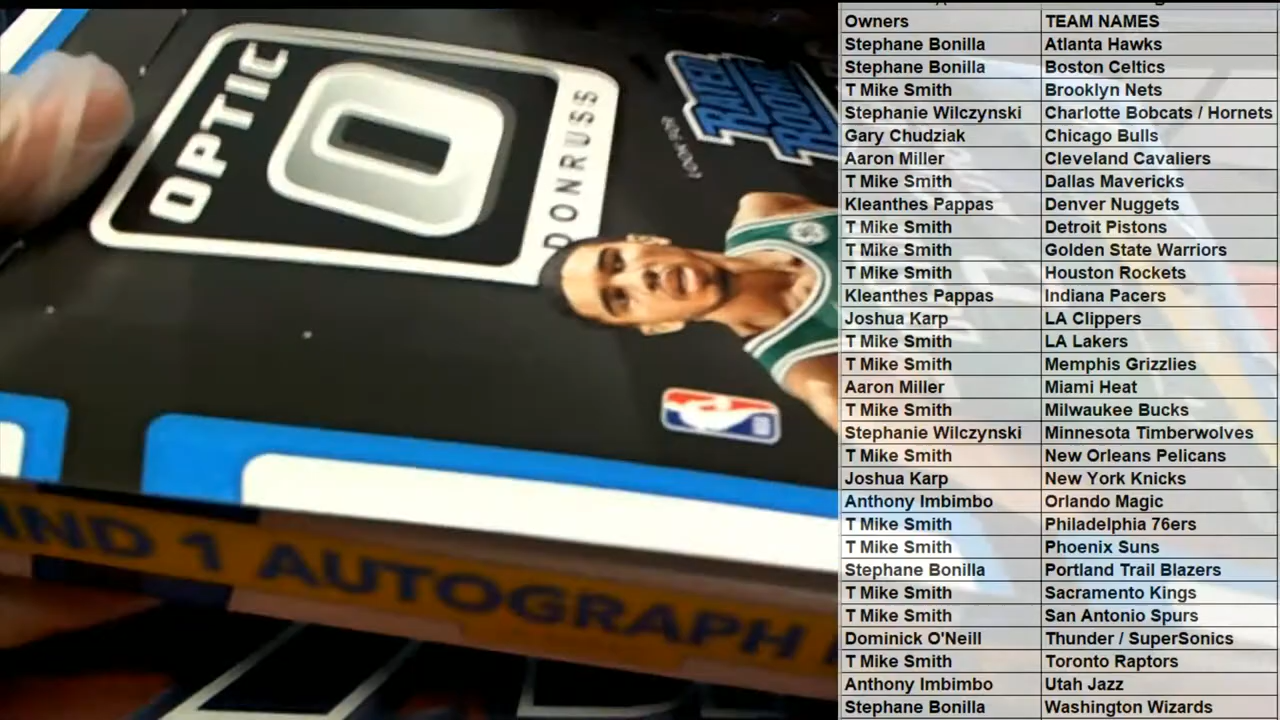 OPTIC
DONRUSS
RATED
ROOKIE
FIND 1 AUTOGRAPH
Owners TEAM NAMES
Stephane Bonilla Atlanta Hawks
Stephane Bonilla Boston Celtics
T Mike Smith Brooklyn Nets
Stephanie Wilczynski Charlotte Bobcats / Hornets
Gary Chudziak Chicago Bulls
Aaron Miller Cleveland Cavaliers
T Mike Smith Dallas Mavericks
Kleanthes Pappas Denver Nuggets
T Mike Smith Detroit Pistons
T Mike Smith Golden State Warriors
T Mike Smith Houston Rockets
Kleanthes Pappas Indiana Pacers
Joshua Karp LA Clippers
T Mike Smith LA Lakers
T Mike Smith Memphis Grizzlies
Aaron Miller Miami Heat
T Mike Smith Milwaukee Bucks
Stephanie Wilczynski Minnesota Timberwolves
T Mike Smith New Orleans Pelicans
Joshua Karp New York Knicks
Anthony Imbimbo Orlando Magic
T Mike Smith Philadelphia 76ers
T Mike Smith Phoenix Suns
Stephane Bonilla Portland Trail Blazers
T Mike Smith Sacramento Kings
T Mike Smith San Antonio Spurs
Dominick O'Neill Thunder / SuperSonics
T Mike Smith Toronto Raptors
Anthony Imbimbo Utah Jazz
Stephane Bonilla Washington Wizards